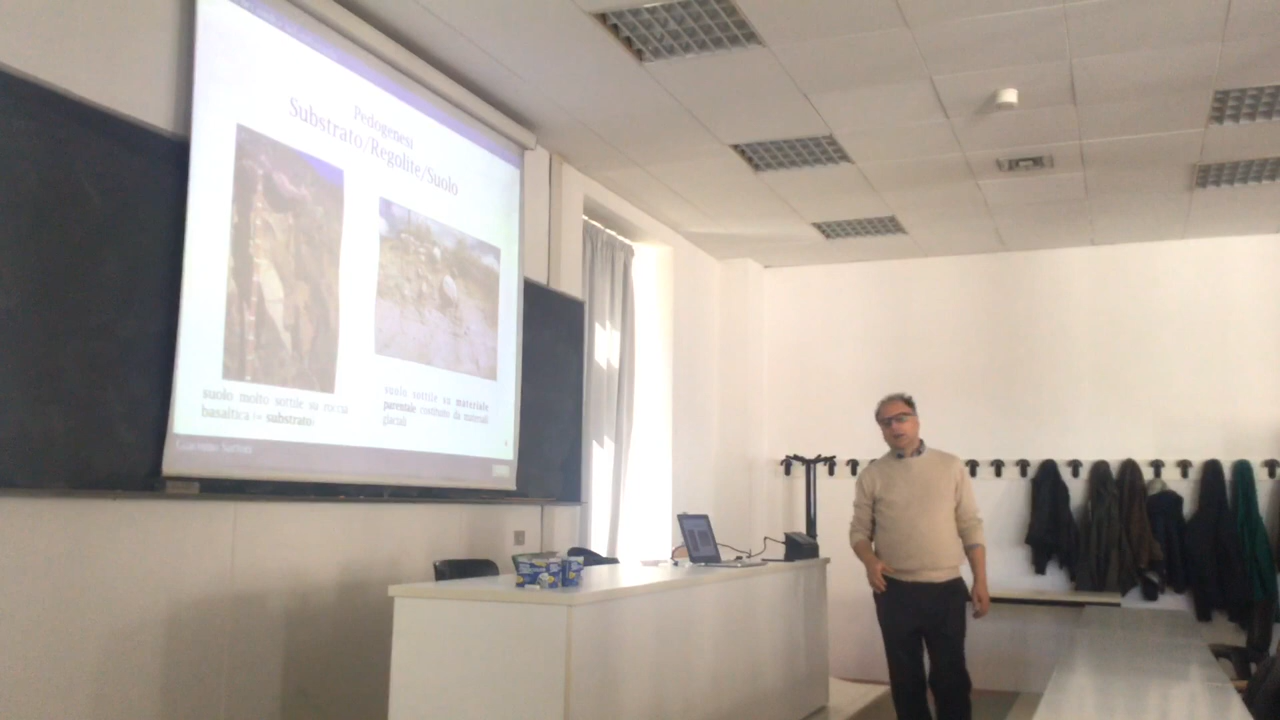 Pedogenesi
Substrato/Regolite/Suolo
suolo molto sottile su roccia
basaltica (= substrato)
suolo sottile su materiale
parentale costituito da materiali
glaciali